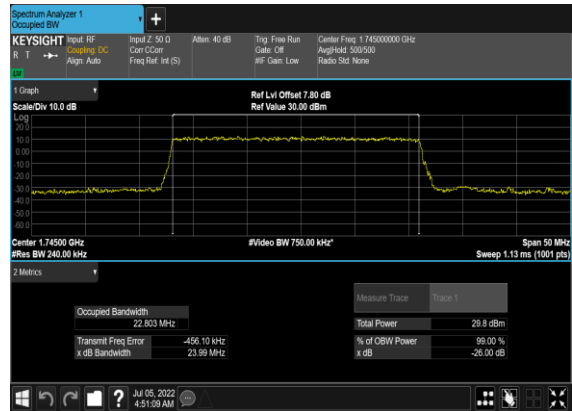 Spectrum Analyzer 1
Occupied BW
KEYSIGHT
R T
Input: RF
Coupling: DC
Align: Auto
Input Z: 50 Ω
Corr CCorr
Freq Ref: Int (S)
Atten: 40 dB
Trig: Free Run
Gate: Off
#IF Gain: Low
Center Freq: 1.745000000 GHz
Avg|Hold: 500/500
Radio Std: None
1 Graph
Scale/Div 10.0 dB
Ref Lvl Offset 7.80 dB
Ref Value 30.00 dBm
Log
20.0
10.0
0.00
-10.0
-20.0
-30.0
-40.0
-50.0
-60.0
Center 1.74500 GHz
#Video BW 750.00 kHz*
Span 50 MHz
#Res BW 240.00 kHz
Sweep 1.13 ms (1001 pts)
2 Metrics
Measure Trace Trace 1
Occupied Bandwidth
22.803 MHz
Total Power 29.8 dBm
Transmit Freq Error -456.10 kHz
% of OBW Power 99.00 %
x dB Bandwidth 23.99 MHz
x dB -26.00 dB
?
Jul 05, 2022
4:51:09 AM